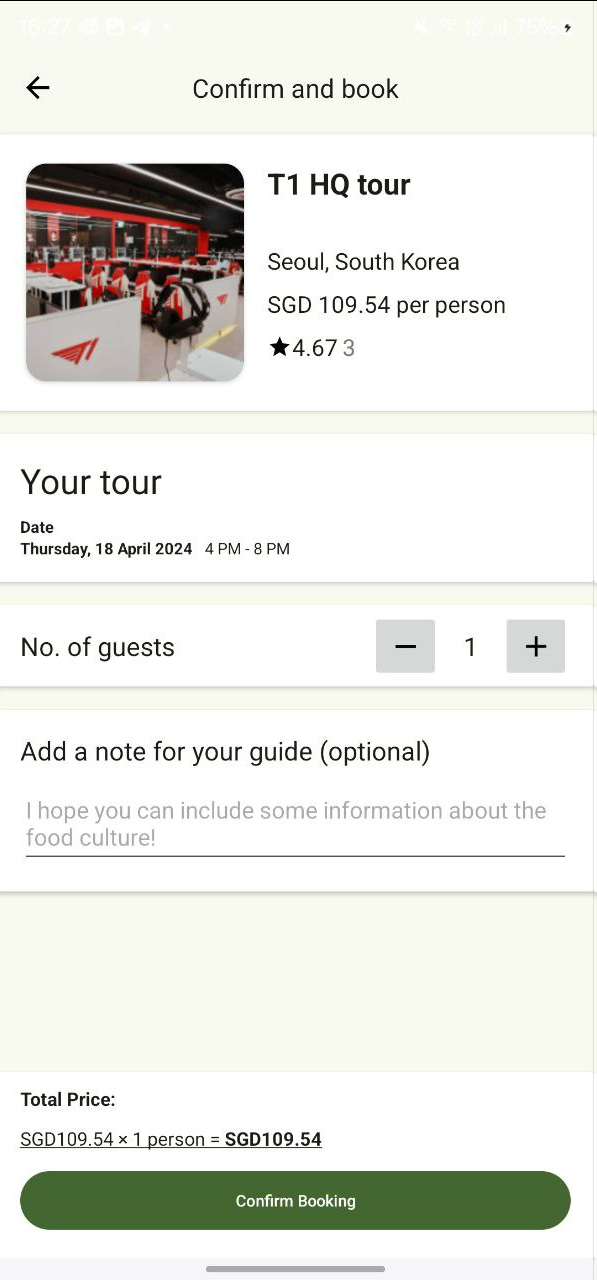 16:27
75%
Confirm and book
T1 HQ tour
Seoul, South Korea
SGD 109.54 per person
★4.67 3
Your tour
Date
Thursday, 18 April 2024 4 PM - 8 PM
No. of guests
− 1 +
Add a note for your guide (optional)
I hope you can include some information about the
food culture!
Total Price:
SGD109.54 × 1 person = SGD109.54
Confirm Booking